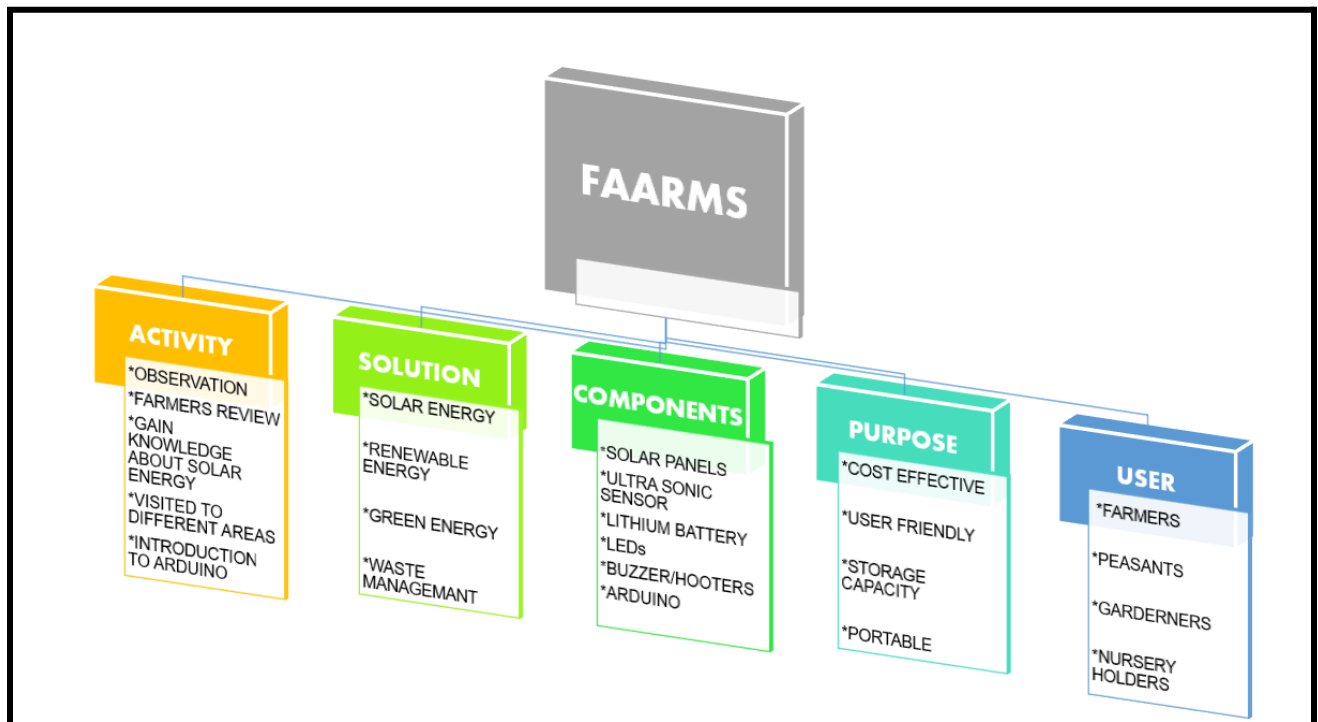 FAARMS
ACTIVITY
*OBSERVATION
*FARMERS REVIEW
*GAIN
KNOWLEDGE
ABOUT SOLAR
ENERGY
*VISITED TO
DIFFERENT AREAS
*INTRODUCTION
TO ARDUINO
SOLUTION
*SOLAR ENERGY
*RENEWABLE
ENERGY
*GREEN ENERGY
*WASTE
MANAGEMANT
COMPONENTS
*SOLAR PANELS
*ULTRA SONIC
SENSOR
*LITHIUM BATTERY
*LEDs
*BUZZER/HOOTERS
*ARDUINO
PURPOSE
*COST EFFECTIVE
*USER FRIENDLY
*STORAGE
CAPACITY
*PORTABLE
USER
*FARMERS
*PEASANTS
*GARDERNERS
*NURSERY
HOLDERS